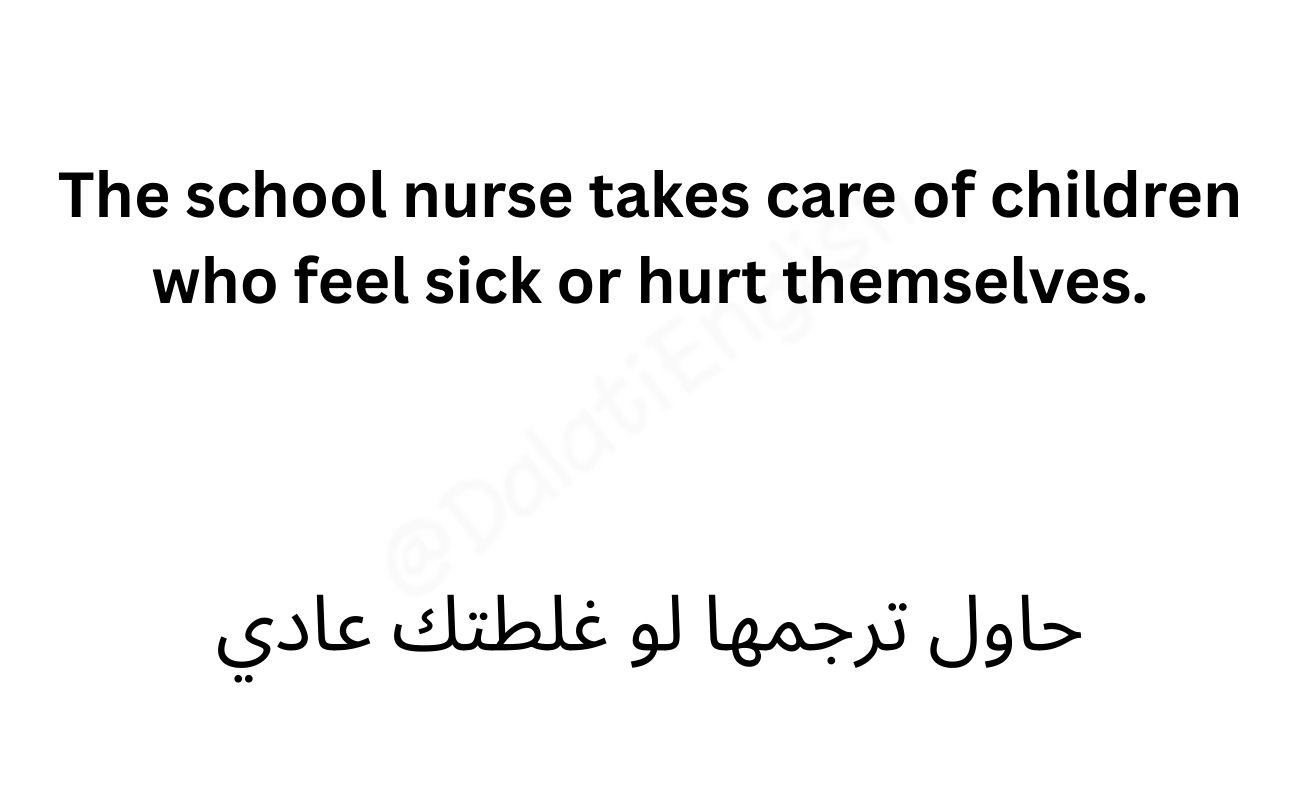 The school nurse takes care of children
who feel sick or hurt themselves.
@DalatiEnglish
حاول ترجمها لو غلطتك عادي